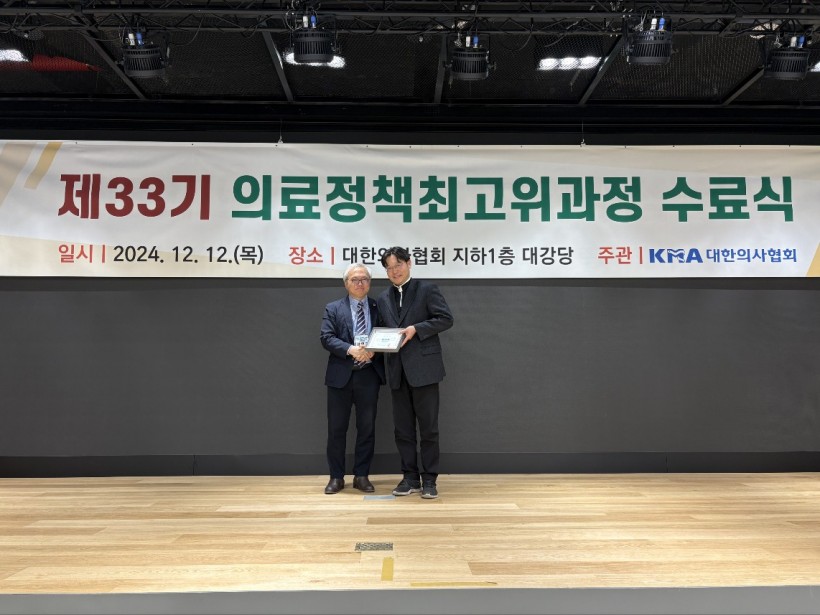 제33기 의료정책최고위과정 수료식
일시 | 2024. 12. 12.(목) 장소 | 대한의사협회 지하1층 대강당 주관 | KMA 대한의사협회